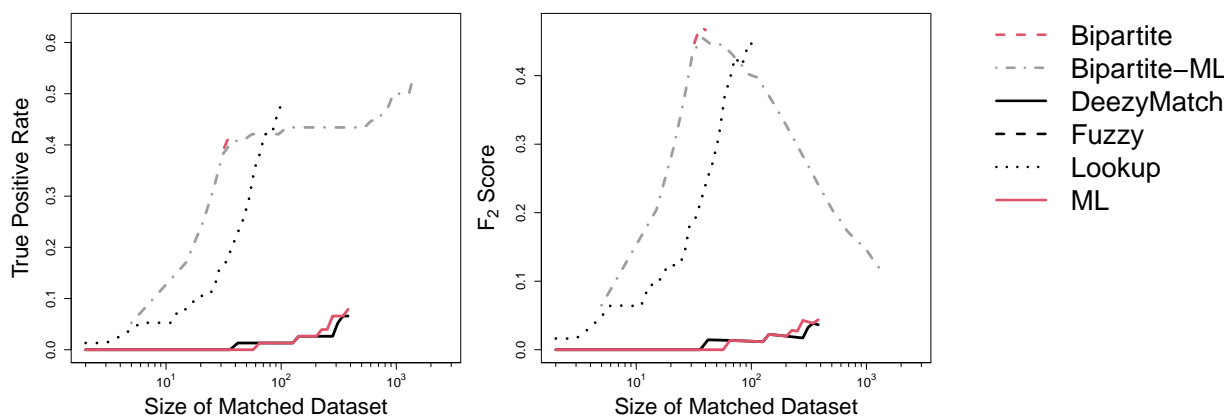 True Positive Rate
0.0
0.1
0.2
0.3
0.4
0.5
0.6
10¹
10²
10³
Size of Matched Dataset
F₂ Score
0.0
0.1
0.2
0.3
0.4
10¹
10²
10³
Size of Matched Dataset
Bipartite
Bipartite−ML
DeezyMatch
Fuzzy
Lookup
ML